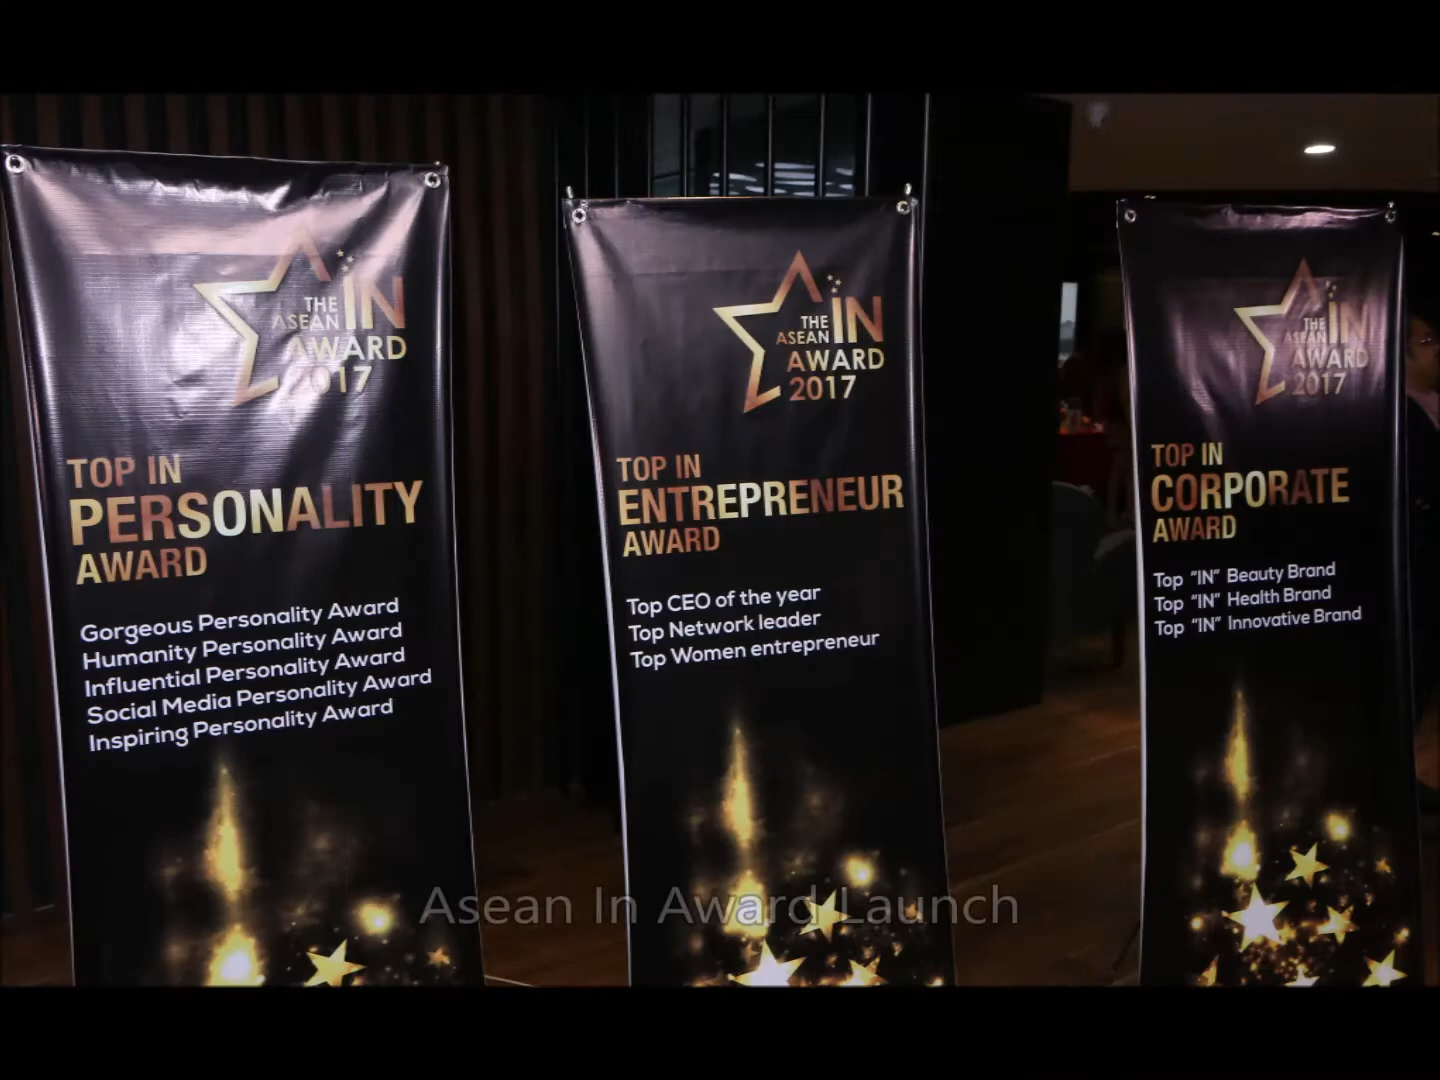 THE
ASEAN IN
AWARD
2017
TOP IN
PERSONALITY
AWARD
Gorgeous Personality Award
Humanity Personality Award
Influential Personality Award
Social Media Personality Award
Inspiring Personality Award
THE
ASEAN IN
AWARD
2017
TOP IN
ENTREPRENEUR
AWARD
Top CEO of the year
Top Network leader
Top Women entrepreneur
THE
ASEAN IN
AWARD
2017
TOP IN
CORPORATE
AWARD
Top “IN” Beauty Brand
Top “IN” Health Brand
Top “IN” Innovative Brand
Asean In Award Launch